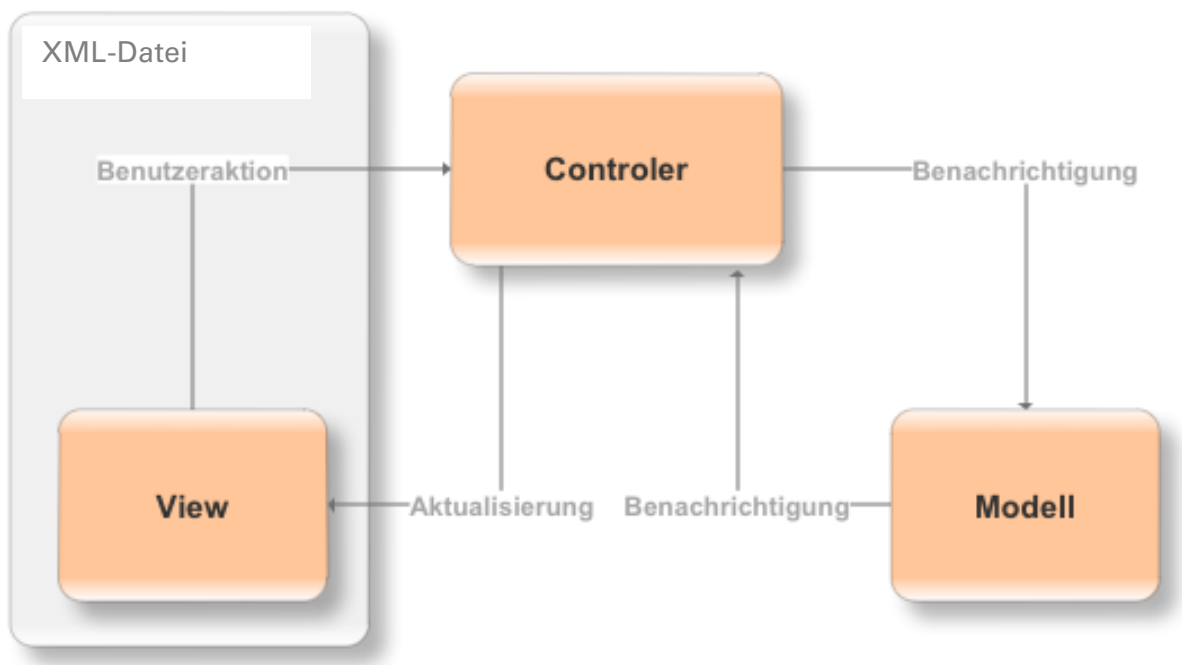 XML-Datei
Benutzeraktion
Controler
Benachrichtigung
View
Aktualisierung
Benachrichtigung
Modell